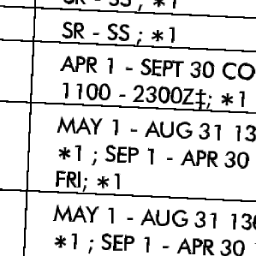 SR - SS ; *1
SR - SS ; *1
APR 1 - SEPT 30 CO
1100 - 2300Z‡; *1
MAY 1 - AUG 31 13
*1 ; SEP 1 - APR 30
FRI; *1
MAY 1 - AUG 31 130
*1 ; SEP 1 - APR 30